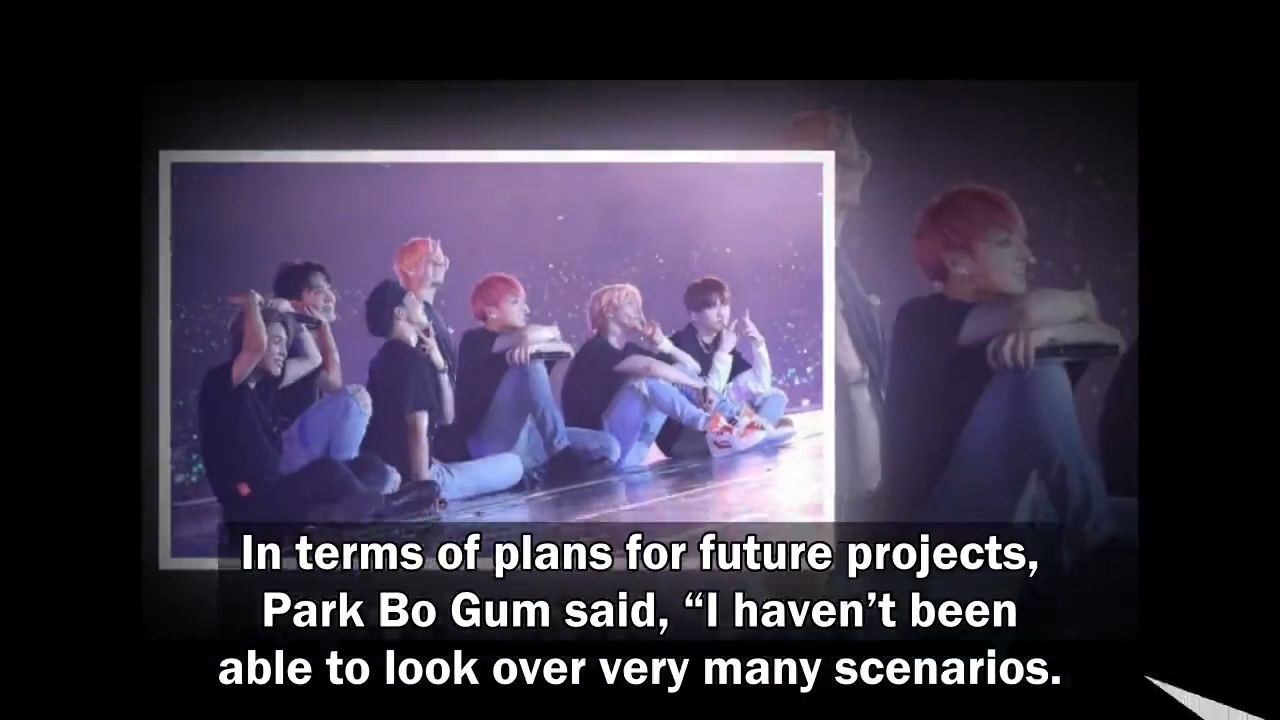 In terms of plans for future projects,
Park Bo Gum said, “I haven’t been
able to look over very many scenarios.